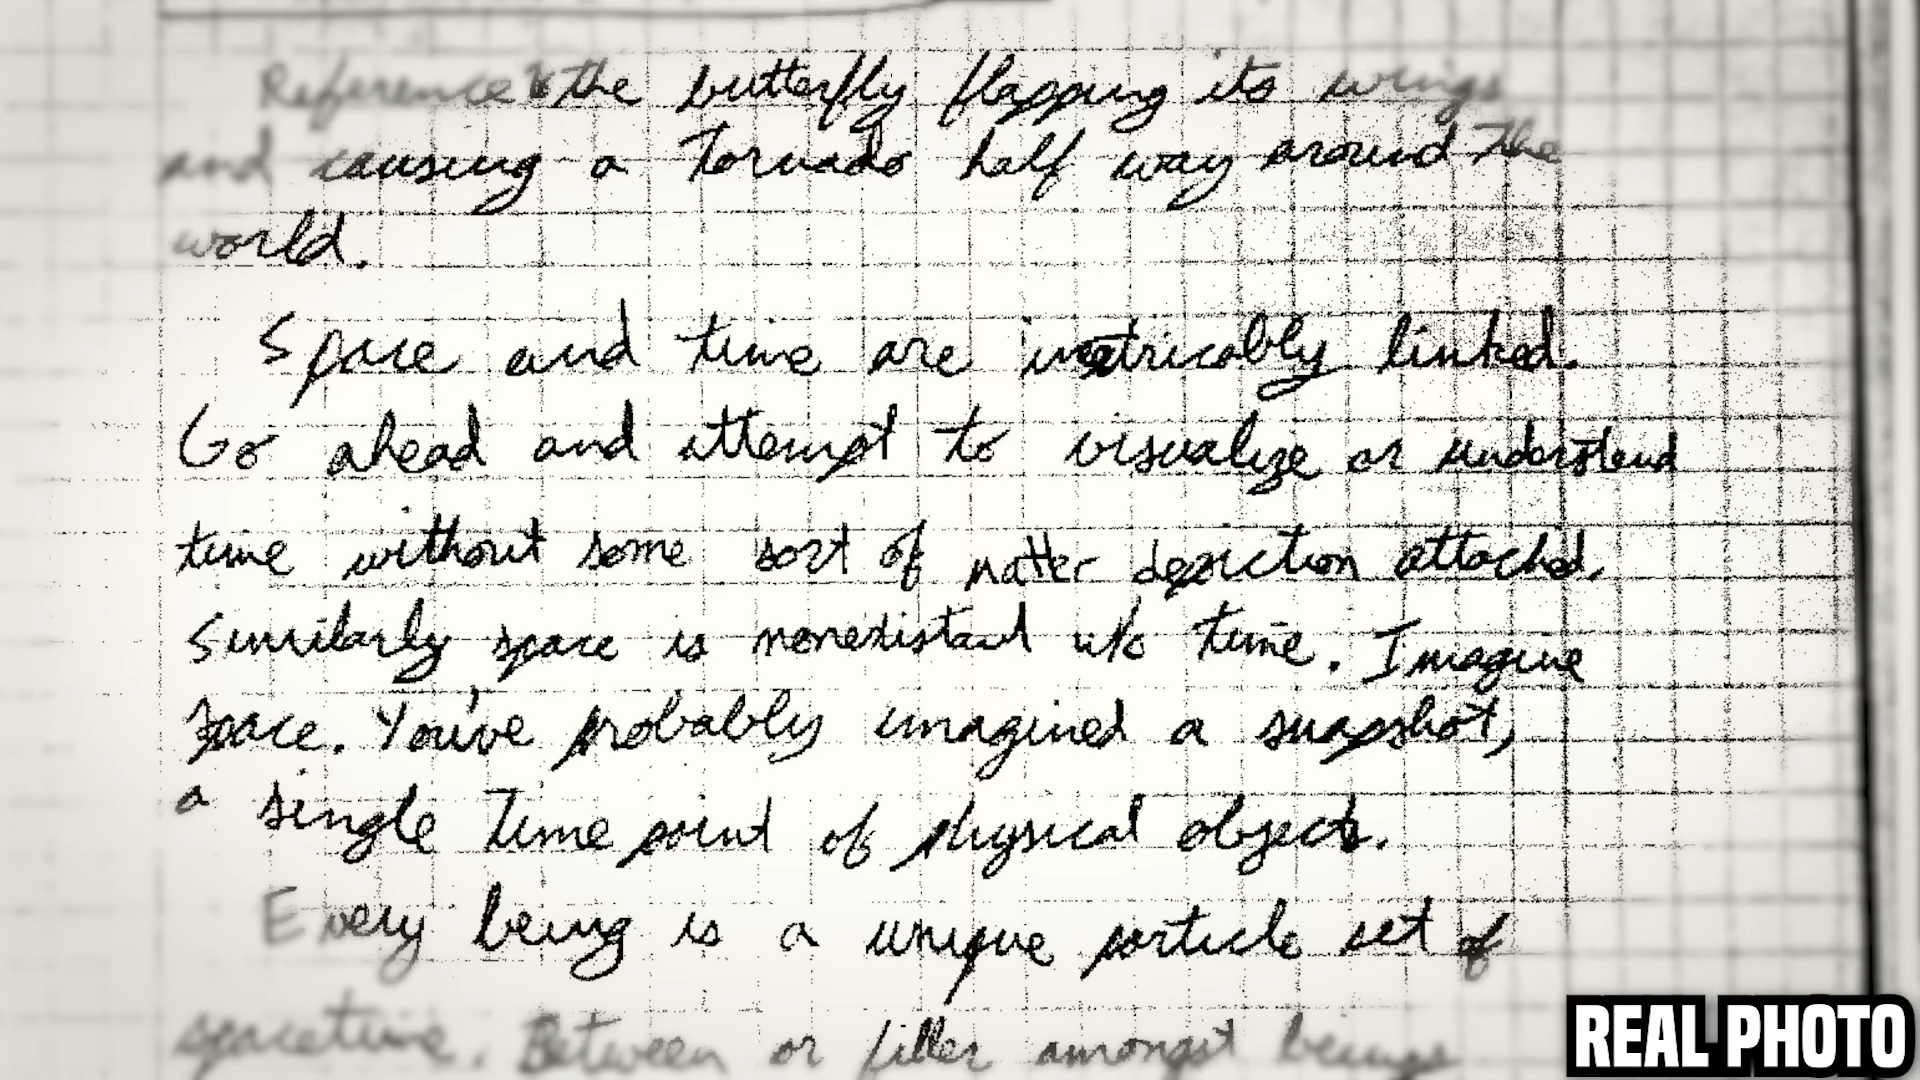 Reference to the butterfly flapping its wings
and causing a Tornado half way around the
world.
Space and time are inextricably linked.
Go ahead and attempt to visualize or understand
time without some sort of matter depiction attached.
Similarly space is nonexistant w/o time. Imagine
space. You've probably imagined a snapshot,
a single time point of physical objects.
Every being is a unique particle set of
spacetime. Between or filler amongst beings
REAL PHOTO